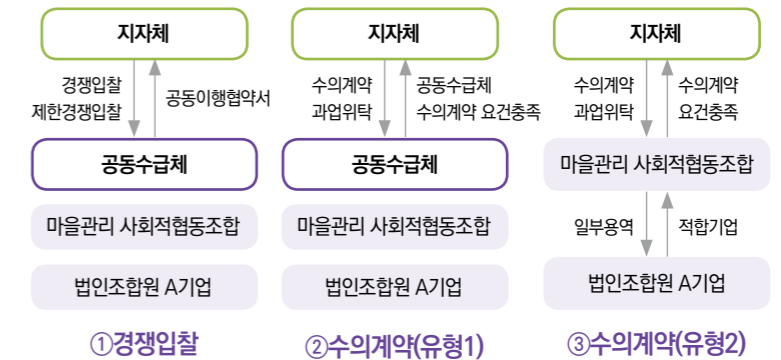 지자체
경쟁입찰
제한경쟁입찰
공동이행협약서
공동수급체
마을관리 사회적협동조합
법인조합원 A기업
①경쟁입찰
지자체
수의계약
과업위탁
공동수급체
수의계약 요건충족
공동수급체
마을관리 사회적협동조합
법인조합원 A기업
②수의계약(유형1)
지자체
수의계약
과업위탁
수의계약
요건충족
마을관리 사회적협동조합
일부용역
적합기업
법인조합원 A기업
③수의계약(유형2)